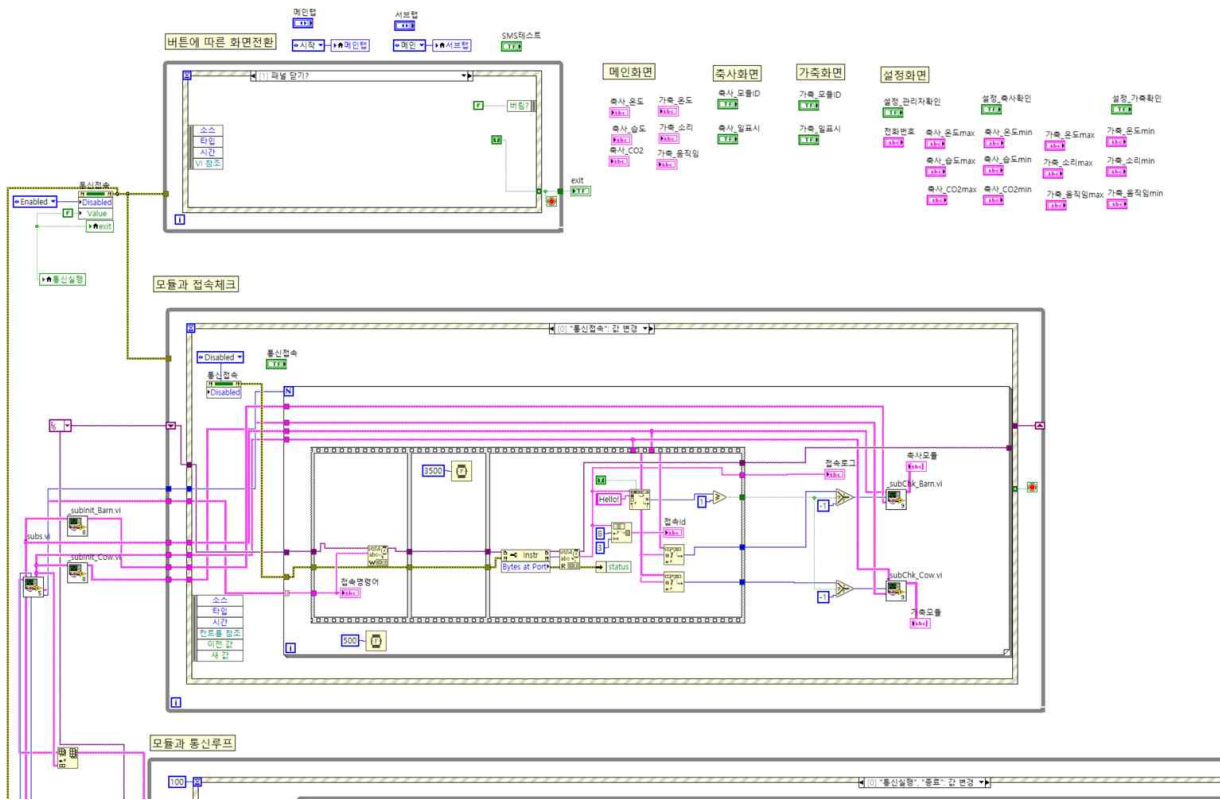 메인탭
서브탭
버튼에 따른 화면전환
시작
메인탭
메인
서브탭
SMS테스트
[1] 패널 닫기?
버림?
소스
타입
시간
VI 참조
exit
메인화면
축사화면
가축화면
설정화면
축사_온도
가축_온도
축사_습도
가축_소리
축사_CO2
가축_움직임
축사_모듈ID
축사_일표시
가축_모듈ID
가축_일표시
설정_관리자확인
설정_축사확인
설정_가축확인
전화번호
축사_온도max
축사_온도min
가축_온도max
가축_온도min
축사_습도max
축사_습도min
가축_소리max
가축_소리min
축사_CO2max
축사_CO2min
가축_움직임max
가축_움직임min
통신접속
Enabled
Disabled
Value
exit
통신실행
모듈과 접속체크
[0] "통신접속": 값 변경
Disabled
통신접속
통신접속
Disabled
3500
접속로그
축사모듈
Hello!
1
-1
subChk_Barn.vi
접속id
6
3
Instr
Bytes at Port
status
접속명령어
-1
subChk_Cow.vi
가축모듈
500
_subInit_Barn.vi
subs.vi
_subInit_Cow.vi
소스
타입
시간
컨트롤 참조
이전 값
새 값
모듈과 통신루프
100
[0] "통신실행", "종료": 값 변경